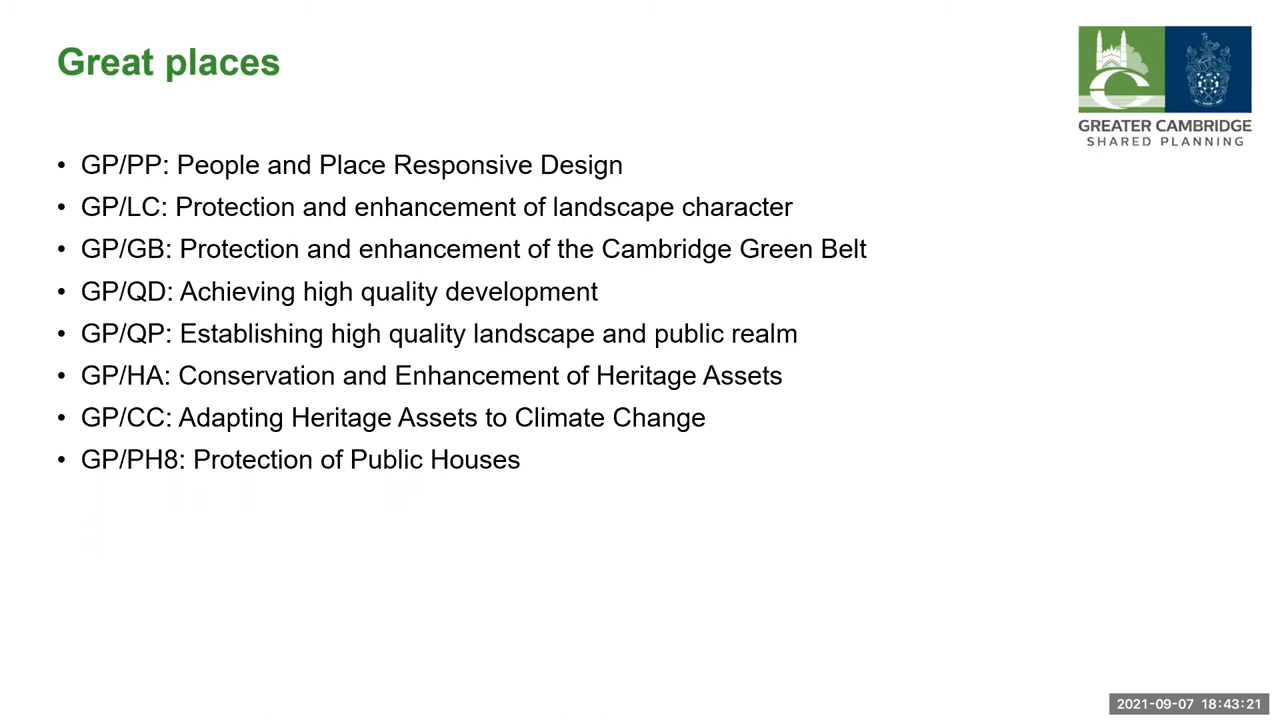 Great places
GREATER CAMBRIDGE
SHARED PLANNING
• GP/PP: People and Place Responsive Design
• GP/LC: Protection and enhancement of landscape character
• GP/GB: Protection and enhancement of the Cambridge Green Belt
• GP/QD: Achieving high quality development
• GP/QP: Establishing high quality landscape and public realm
• GP/HA: Conservation and Enhancement of Heritage Assets
• GP/CC: Adapting Heritage Assets to Climate Change
• GP/PH8: Protection of Public Houses
2021-09-07 18:43:21